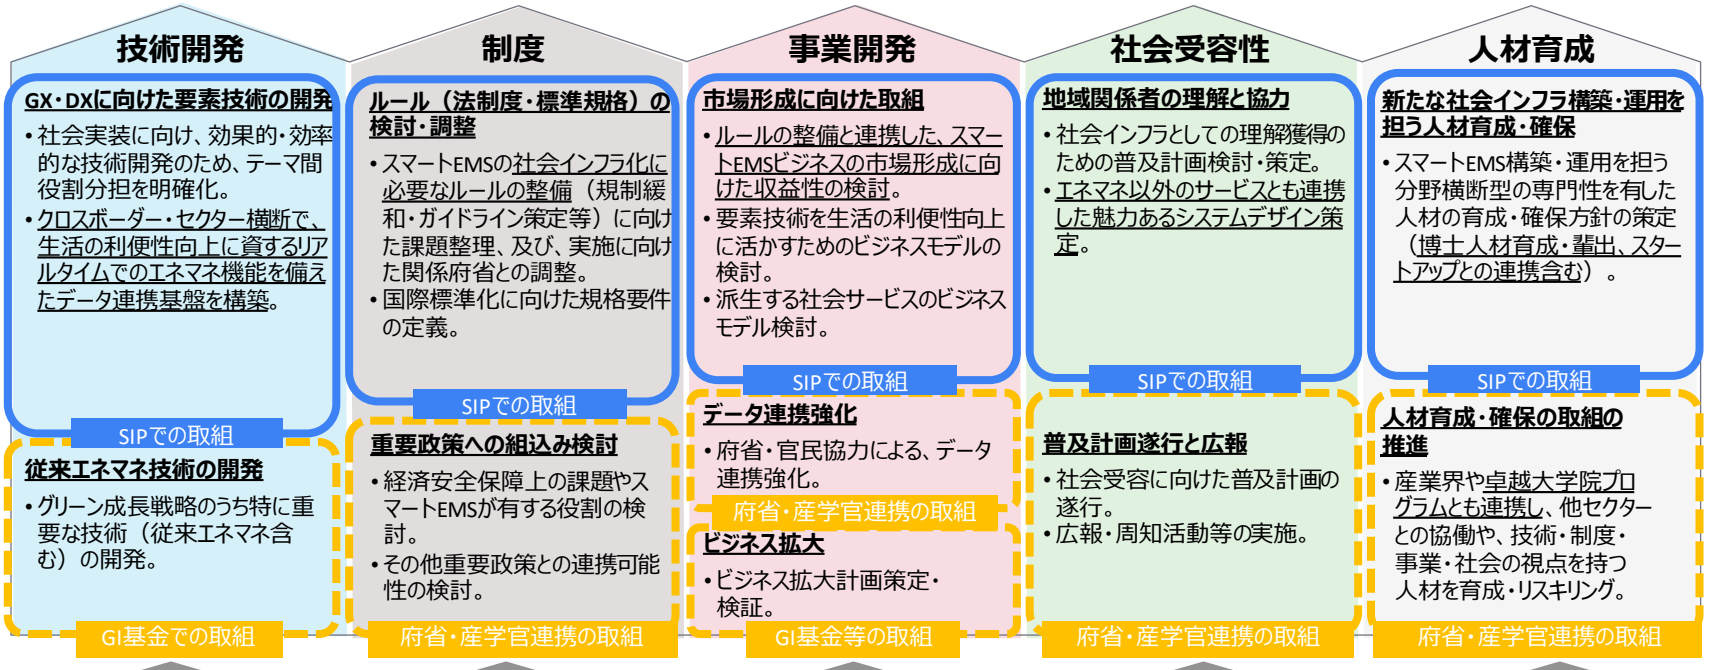 技術開発
GX・DXに向けた要素技術の開発
・社会実装に向け、効果的・効率
的な技術開発のため、テーマ間
役割分担を明確化。
・クロスボーダー・セクター横断で、
生活の利便性向上に資するリア
ルタイムでのエネマネ機能を備え
たデータ連携基盤を構築。
SIPでの取組
従来エネマネ技術の開発
・グリーン成長戦略のうち特に重
要な技術（従来エネマネ含
む）の開発。
GI基金での取組
制度
ルール（法制度・標準規格）の
検討・調整
・スマートEMSの社会インフラ化に
必要なルールの整備（規制緩
和・ガイドライン策定等）に向け
た課題整理、及び、実施に向け
た関係府省との調整。
・国際標準化に向けた規格要件
の定義。
SIPでの取組
重要政策への組込み検討
・経済安全保障上の課題やス
マートEMSが有する役割の検
討。
・その他重要政策との連携可能
性の検討。
府省・産学官連携の取組
事業開発
市場形成に向けた取組
・ルールの整備と連携した、スマー
トEMSビジネスの市場形成に向
けた収益性の検討。
・要素技術を生活の利便性向上
に活かすためのビジネスモデルの
検討。
・派生する社会サービスのビジネス
モデル検討。
SIPでの取組
データ連携強化
・府省・官民協力による、データ
連携強化。
府省・産学官連携の取組
ビジネス拡大
・ビジネス拡大計画策定・
検証。
GI基金等の取組
社会受容性
地域関係者の理解と協力
・社会インフラとしての理解獲得の
ための普及計画検討・策定。
・エネマネ以外のサービスとも連携
した魅力あるシステムデザイン策
定。
SIPでの取組
普及計画遂行と広報
・社会受容に向けた普及計画の
遂行。
・広報・周知活動等の実施。
府省・産学官連携の取組
人材育成
新たな社会インフラ構築・運用を
担う人材育成・確保
・スマートEMS構築・運用を担う
分野横断型の専門性を有した
人材の育成・確保方針の策定
（博士人材育成・輩出、スター
トアップとの連携含む）。
SIPでの取組
人材育成・確保の取組の
推進
・産業界や卓越大学院プロ
グラムとも連携し、他セクター
との協働や、技術・制度・
事業・社会の視点を持つ
人材を育成・リスキリング。
府省・産学官連携の取組